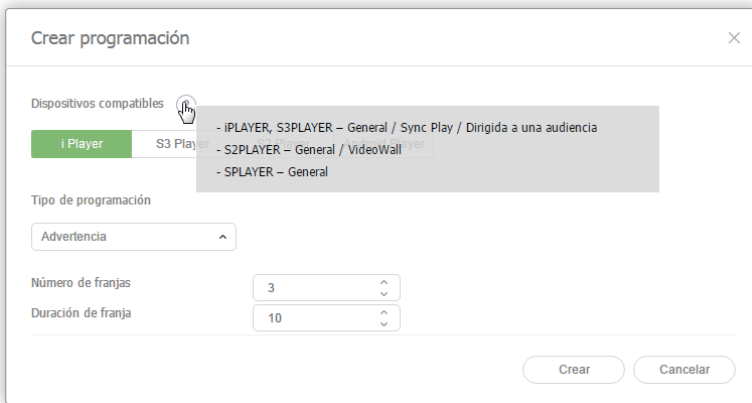 Crear programación
Dispositivos compatibles
- iPLAYER, S3PLAYER – General / Sync Play / Dirigida a una audiencia
- S2PLAYER – General / VideoWall
- SPLAYER – General
i Player
S3 Player
Tipo de programación
Advertencia
Número de franjas
3
Duración de franja
10
Crear
Cancelar